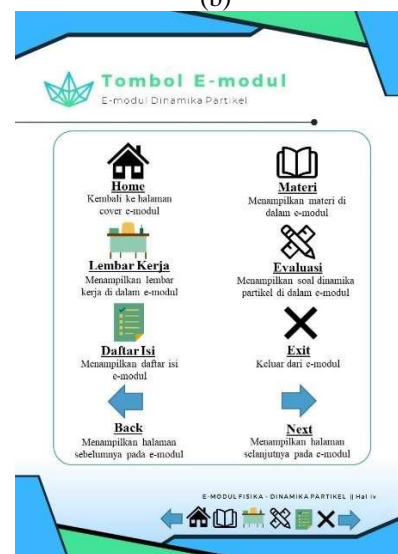 (b)
Tombol E-modul
E-modul Dinamika Partikel
Home
Kembali ke halaman
cover e-modul
Materi
Menampilkan materi di
dalam e-modul
Lembar Kerja
Menampilkan lembar
kerja di dalam e-modul
Evaluasi
Menampilkan soal dinamika
partikel di dalam e-modul
Daftar Isi
Menampilkan daftar isi
e-modul
Exit
Keluar dari e-modul
Back
Menampilkan halaman
sebelumnya pada e-modul
Next
Menampilkan halaman
selanjutnya pada e-modul
E-MODUL FISIKA - DINAMIKA PARTIKEL || Hal iv